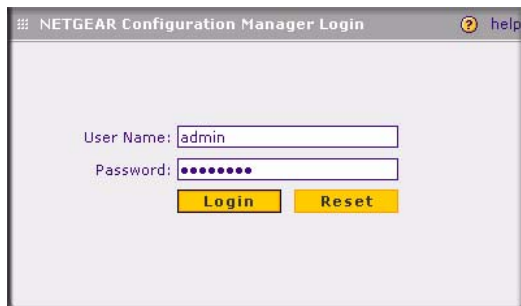 NETGEAR Configuration Manager Login ? help
User Name: admin
Password: ••••••••
Login Reset